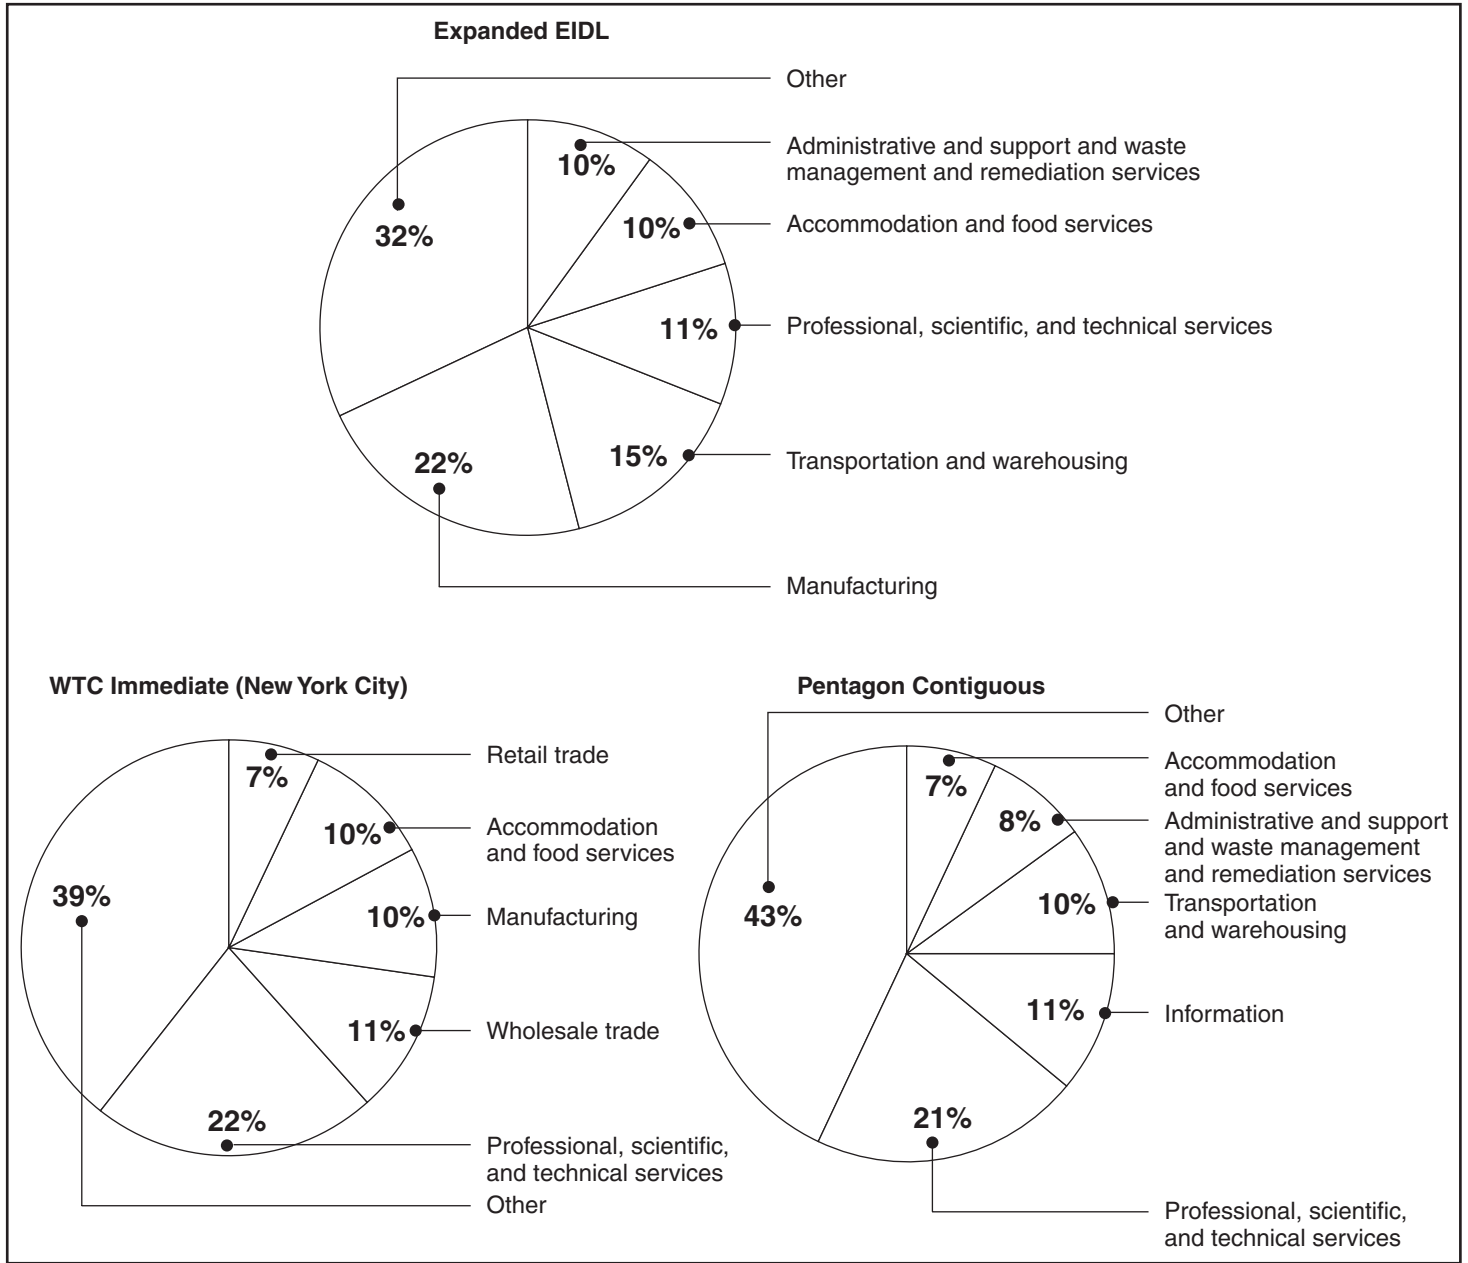 Expanded EIDL
Other
Administrative and support and waste
management and remediation services
10%
Accommodation and food services
10%
32%
Professional, scientific, and technical services
11%
Transportation and warehousing
15%
22%
Manufacturing
WTC Immediate (New York City)
Retail trade
7%
Accommodation
and food services
10%
39%
Manufacturing
10%
Wholesale trade
11%
22%
Professional, scientific,
and technical services
Other
Pentagon Contiguous
Other
Accommodation
and food services
7%
Administrative and support
and waste management
and remediation services
8%
Transportation
and warehousing
10%
43%
Information
11%
21%
Professional, scientific,
and technical services